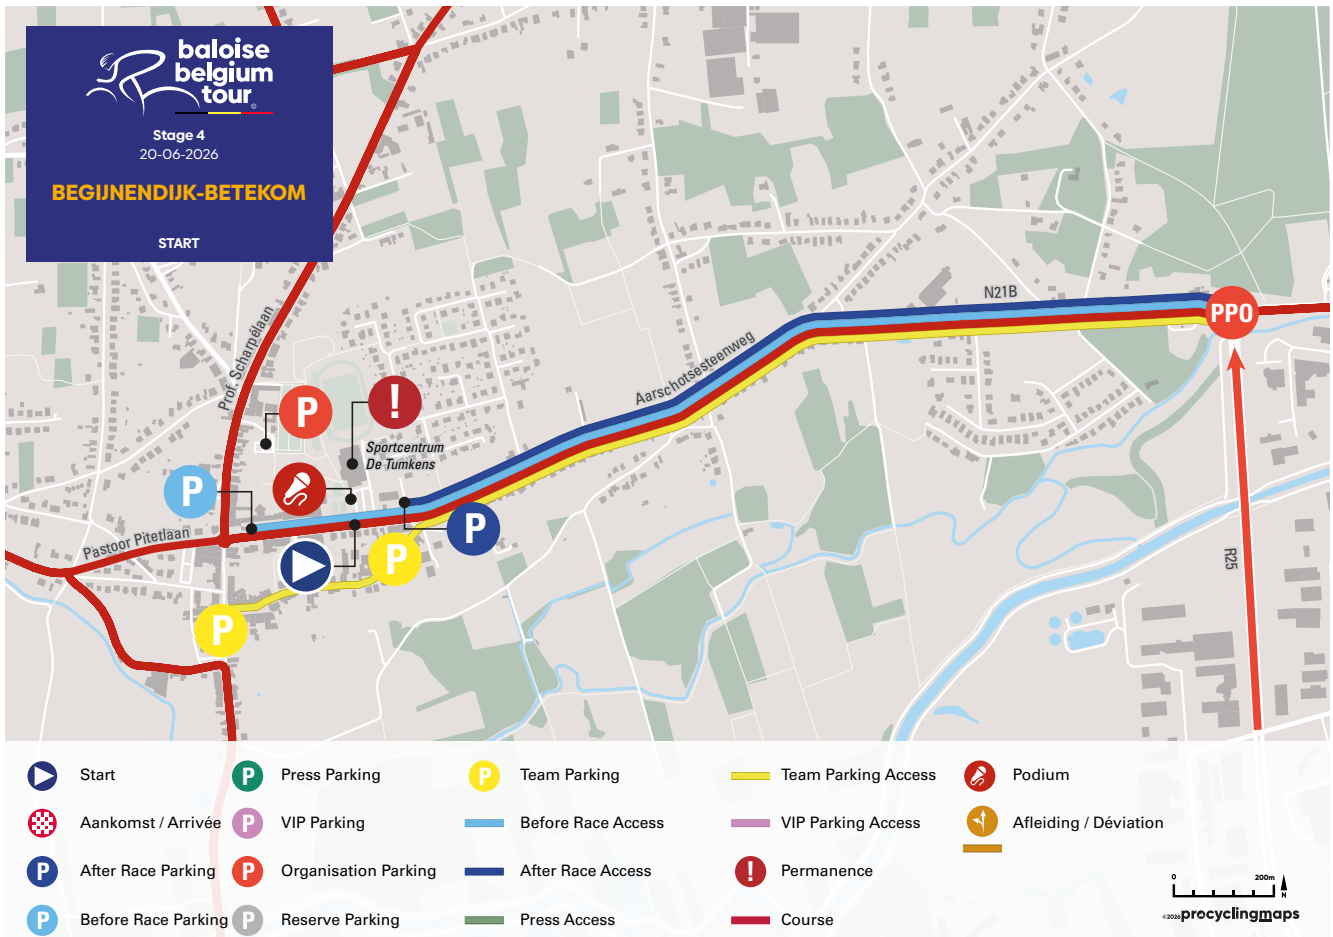 baloise
belgium
tour
©
Stage 4
20-06-2026
BEGIJNENDIJK-BETEKOM
START
N21B
PPO
Aarschotsesteenweg
Prof. Scharpélaan
P
!
Sportcentrum
De Tumkens
P
P
Pastoor Pitetlaan
P
P
R25
Start
P Press Parking
P Team Parking
Team Parking Access
Podium
Aankomst / Arrivée
P VIP Parking
Before Race Access
VIP Parking Access
Afleiding / Déviation
P After Race Parking
P Organisation Parking
After Race Access
! Permanence
P Before Race Parking
P Reserve Parking
Press Access
Course
0 200m
N
©2026 procyclingmaps